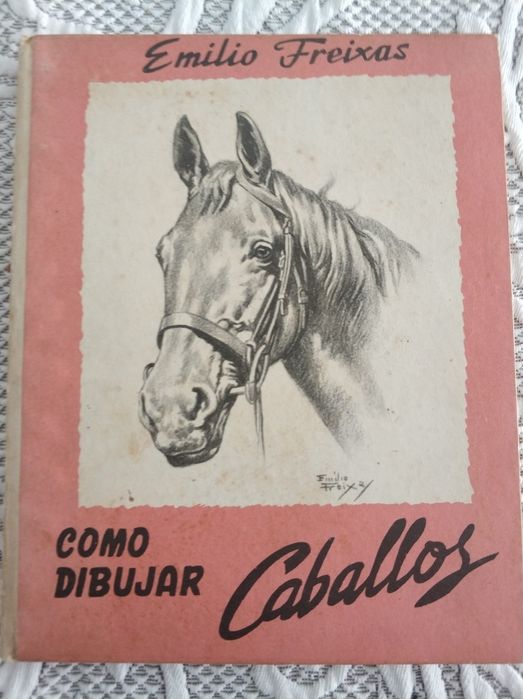 Emilio Freixas
Emilio
Freixas
COMO
DIBUJAR
Caballos